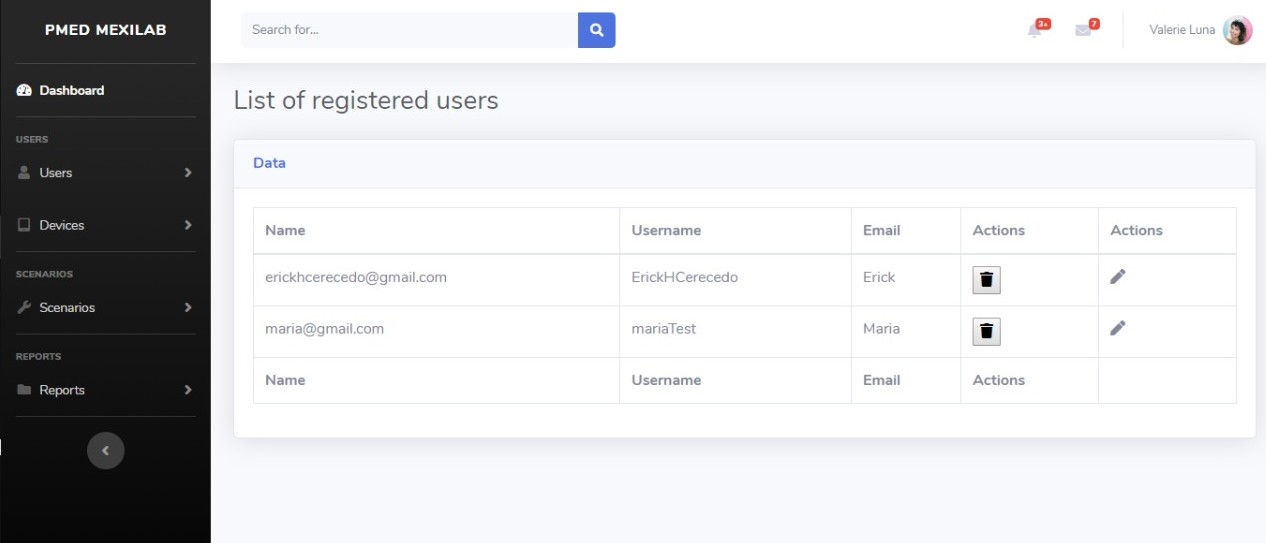 PMED MEXILAB
Search for...
3+
7
Valerie Luna
Dashboard
USERS
Users
Devices
SCENARIOS
Scenarios
REPORTS
Reports
List of registered users
Data
Name Username Email Actions Actions
erickhcerecedo@gmail.com ErickHCerecedo Erick
maria@gmail.com mariaTest Maria
Name Username Email Actions